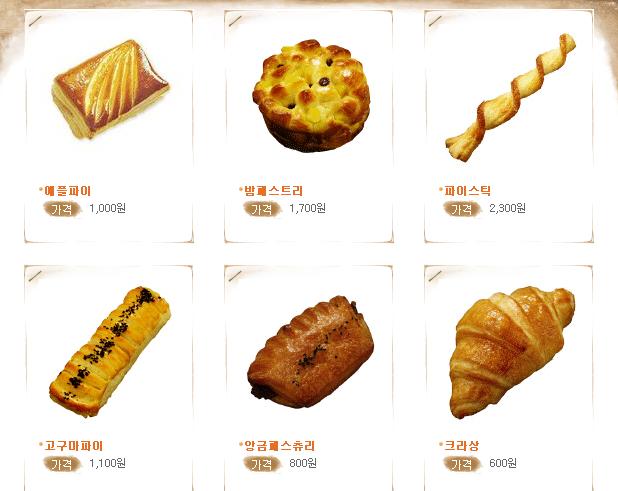 *애플파이
가격 1,000원
*밤페스트리
가격 1,700원
*파이스틱
가격 2,300원
*고구마파이
가격 1,100원
*앙금페스츄리
가격 800원
*크라상
가격 600원